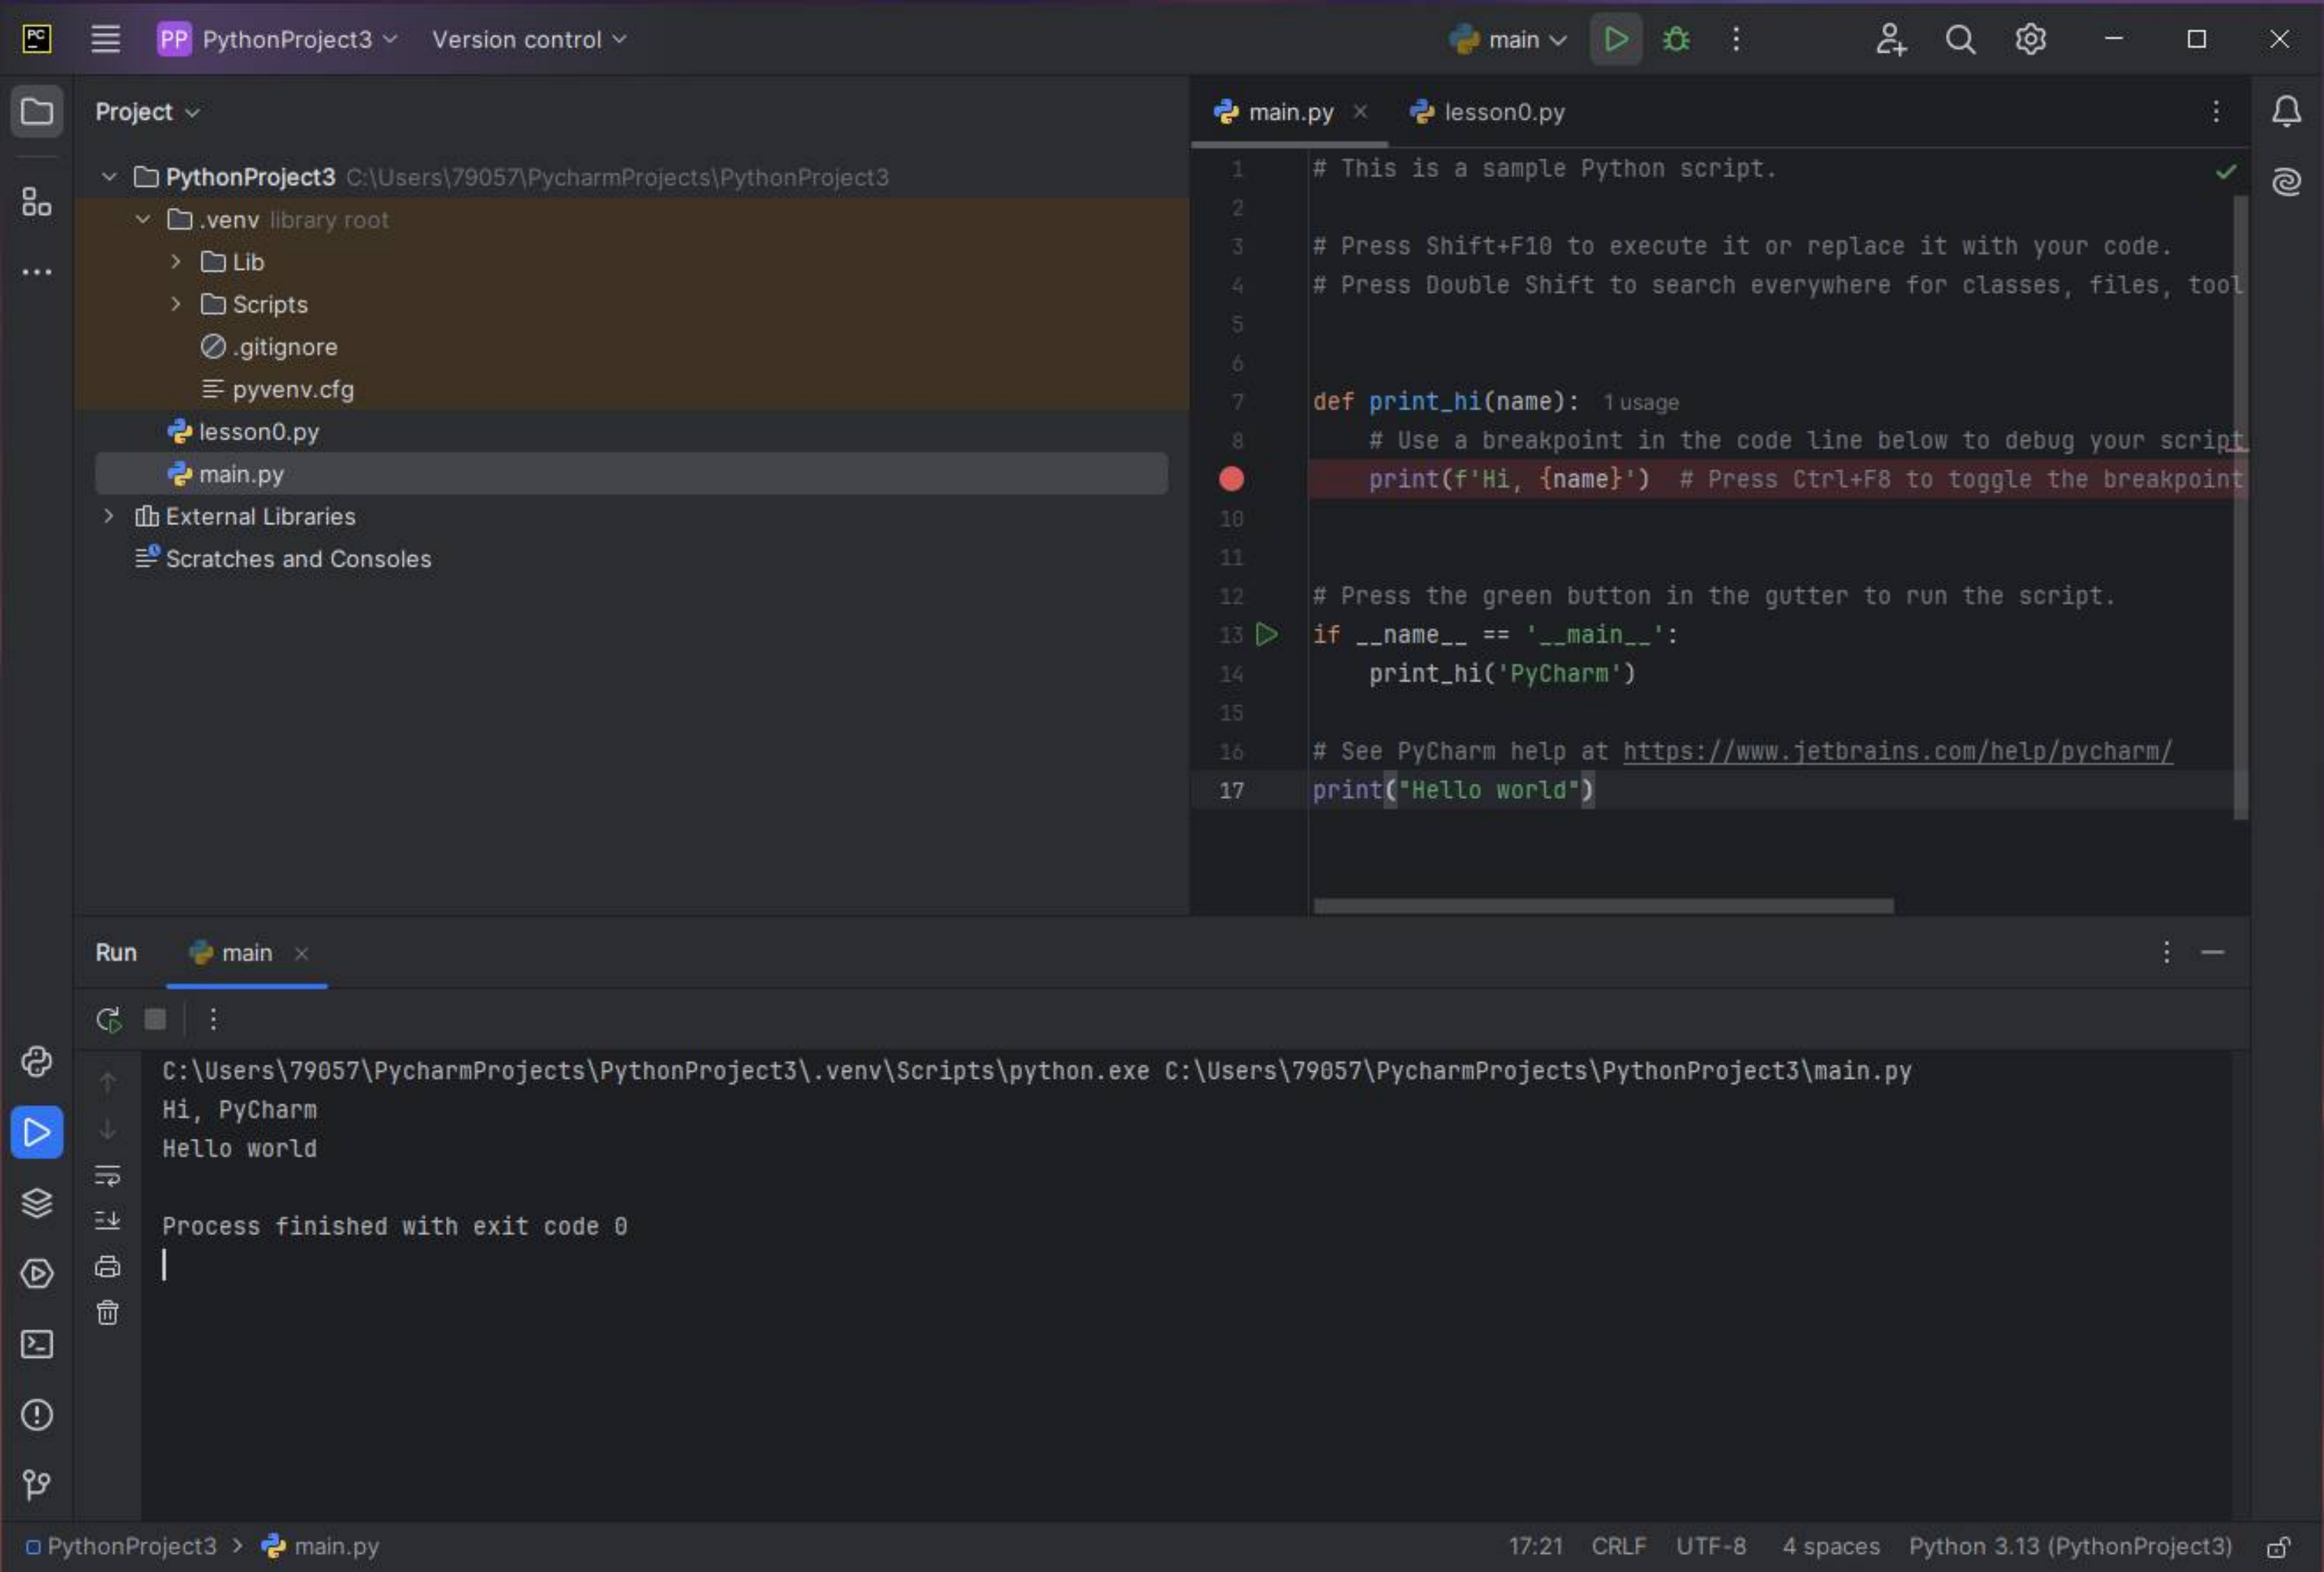 PC
PP PythonProject3 Version control main
Project
PythonProject3 C:\Users\79057\PycharmProjects\PythonProject3
.venv library root
Lib
Scripts
.gitignore
pyvenv.cfg
lesson0.py
main.py
External Libraries
Scratches and Consoles
main.py lesson0.py
1 # This is a sample Python script.
2
3 # Press Shift+F10 to execute it or replace it with your code.
4 # Press Double Shift to search everywhere for classes, files, tool
5
6
7 def print_hi(name): 1 usage
8 # Use a breakpoint in the code line below to debug your script
print(f'Hi, {name}') # Press Ctrl+F8 to toggle the breakpoint
10
11
12 # Press the green button in the gutter to run the script.
13 if __name__ == '__main__':
14 print_hi('PyCharm')
15
16 # See PyCharm help at https://www.jetbrains.com/help/pycharm/
17 print("Hello world")
Run main
C:\Users\79057\PycharmProjects\PythonProject3\.venv\Scripts\python.exe C:\Users\79057\PycharmProjects\PythonProject3\main.py
Hi, PyCharm
Hello world
Process finished with exit code 0
PythonProject3 > main.py 17:21 CRLF UTF-8 4 spaces Python 3.13 (PythonProject3)